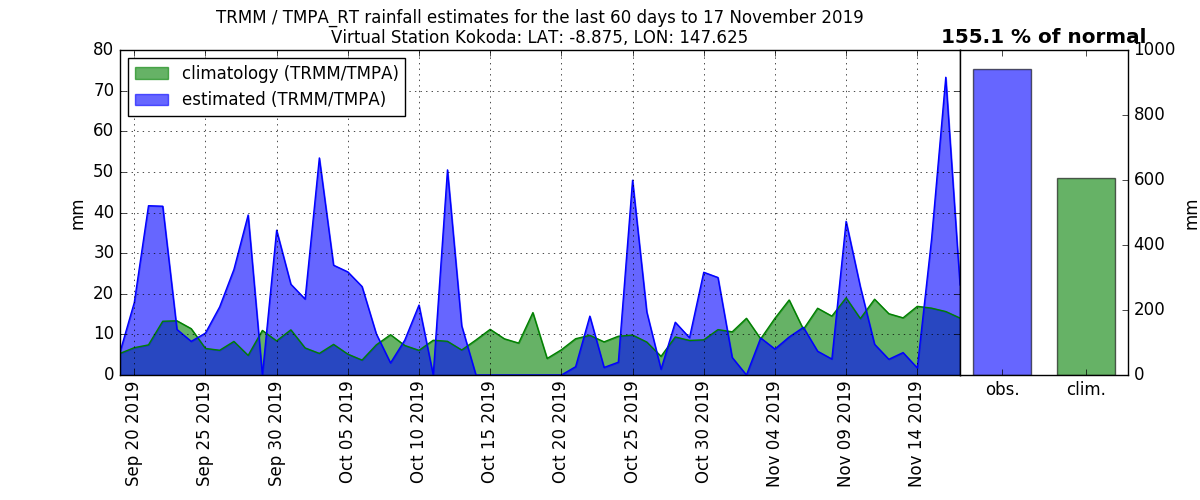 TRMM / TMPA_RT rainfall estimates for the last 60 days to 17 November 2019
Virtual Station Kokoda: LAT: -8.875, LON: 147.625
155.1 % of normal
climatology (TRMM/TMPA)
estimated (TRMM/TMPA)
mm
80
70
60
50
40
30
20
10
0
Sep 20 2019
Sep 25 2019
Sep 30 2019
Oct 05 2019
Oct 10 2019
Oct 15 2019
Oct 20 2019
Oct 25 2019
Oct 30 2019
Nov 04 2019
Nov 09 2019
Nov 14 2019
obs.
clim.
1000
800
600
400
200
0
mm